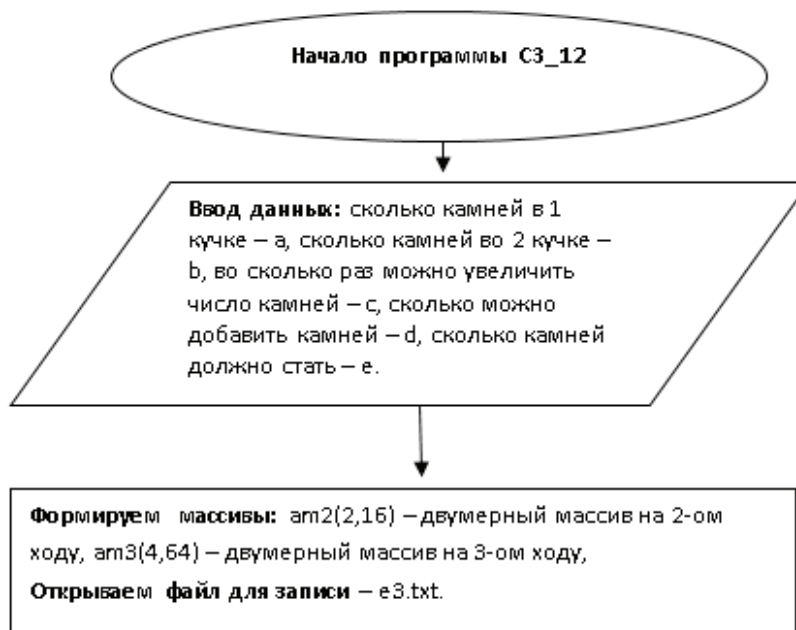 Начало программы С3_12
Ввод данных: сколько камней в 1
кучке – a, сколько камней во 2 кучке –
b, во сколько раз можно увеличить
число камней – c, сколько можно
добавить камней – d, сколько камней
должно стать – e.
Формируем массивы: am2(2,16) – двумерный массив на 2-ом
ходу, am3(4,64) – двумерный массив на 3-ом ходу,
Открываем файл для записи – e3.txt.